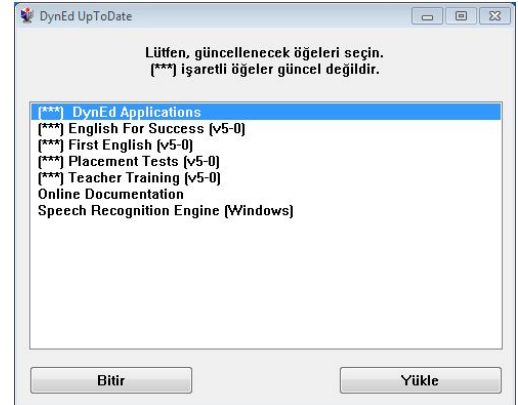 DynEd UpToDate
Lütfen, güncellenecek öğeleri seçin.
(***) işaretli öğeler güncel değildir.
(***) DynEd Applications
(***) English For Success (v5-0)
(***) First English (v5-0)
(***) Placement Tests (v5-0)
(***) Teacher Training (v5-0)
Online Documentation
Speech Recognition Engine (Windows)
Bitir
Yükle